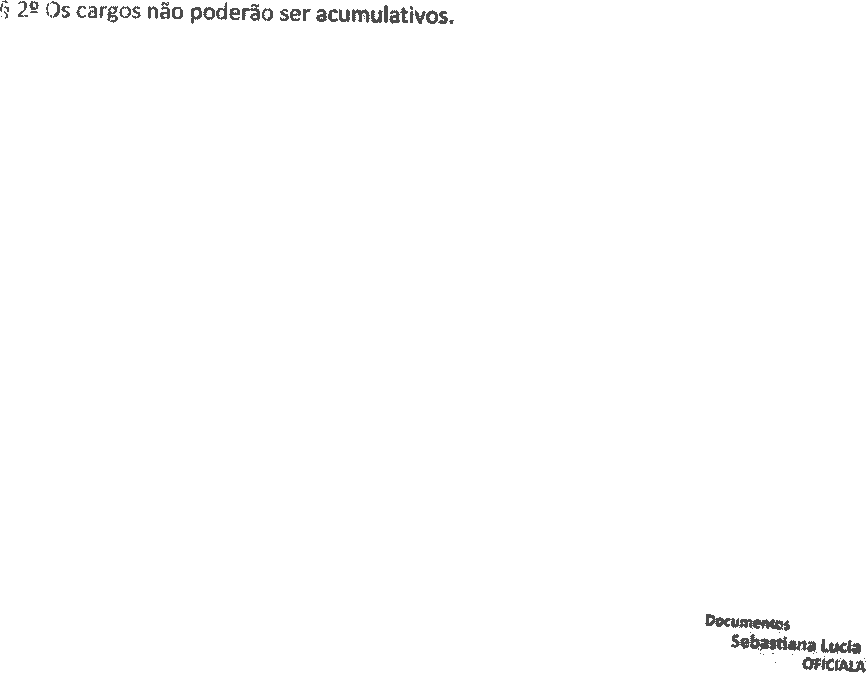 § 2º Os cargos não poderão ser acumulativos.
Documentos
Sebastiana Lucia
OFICIALA